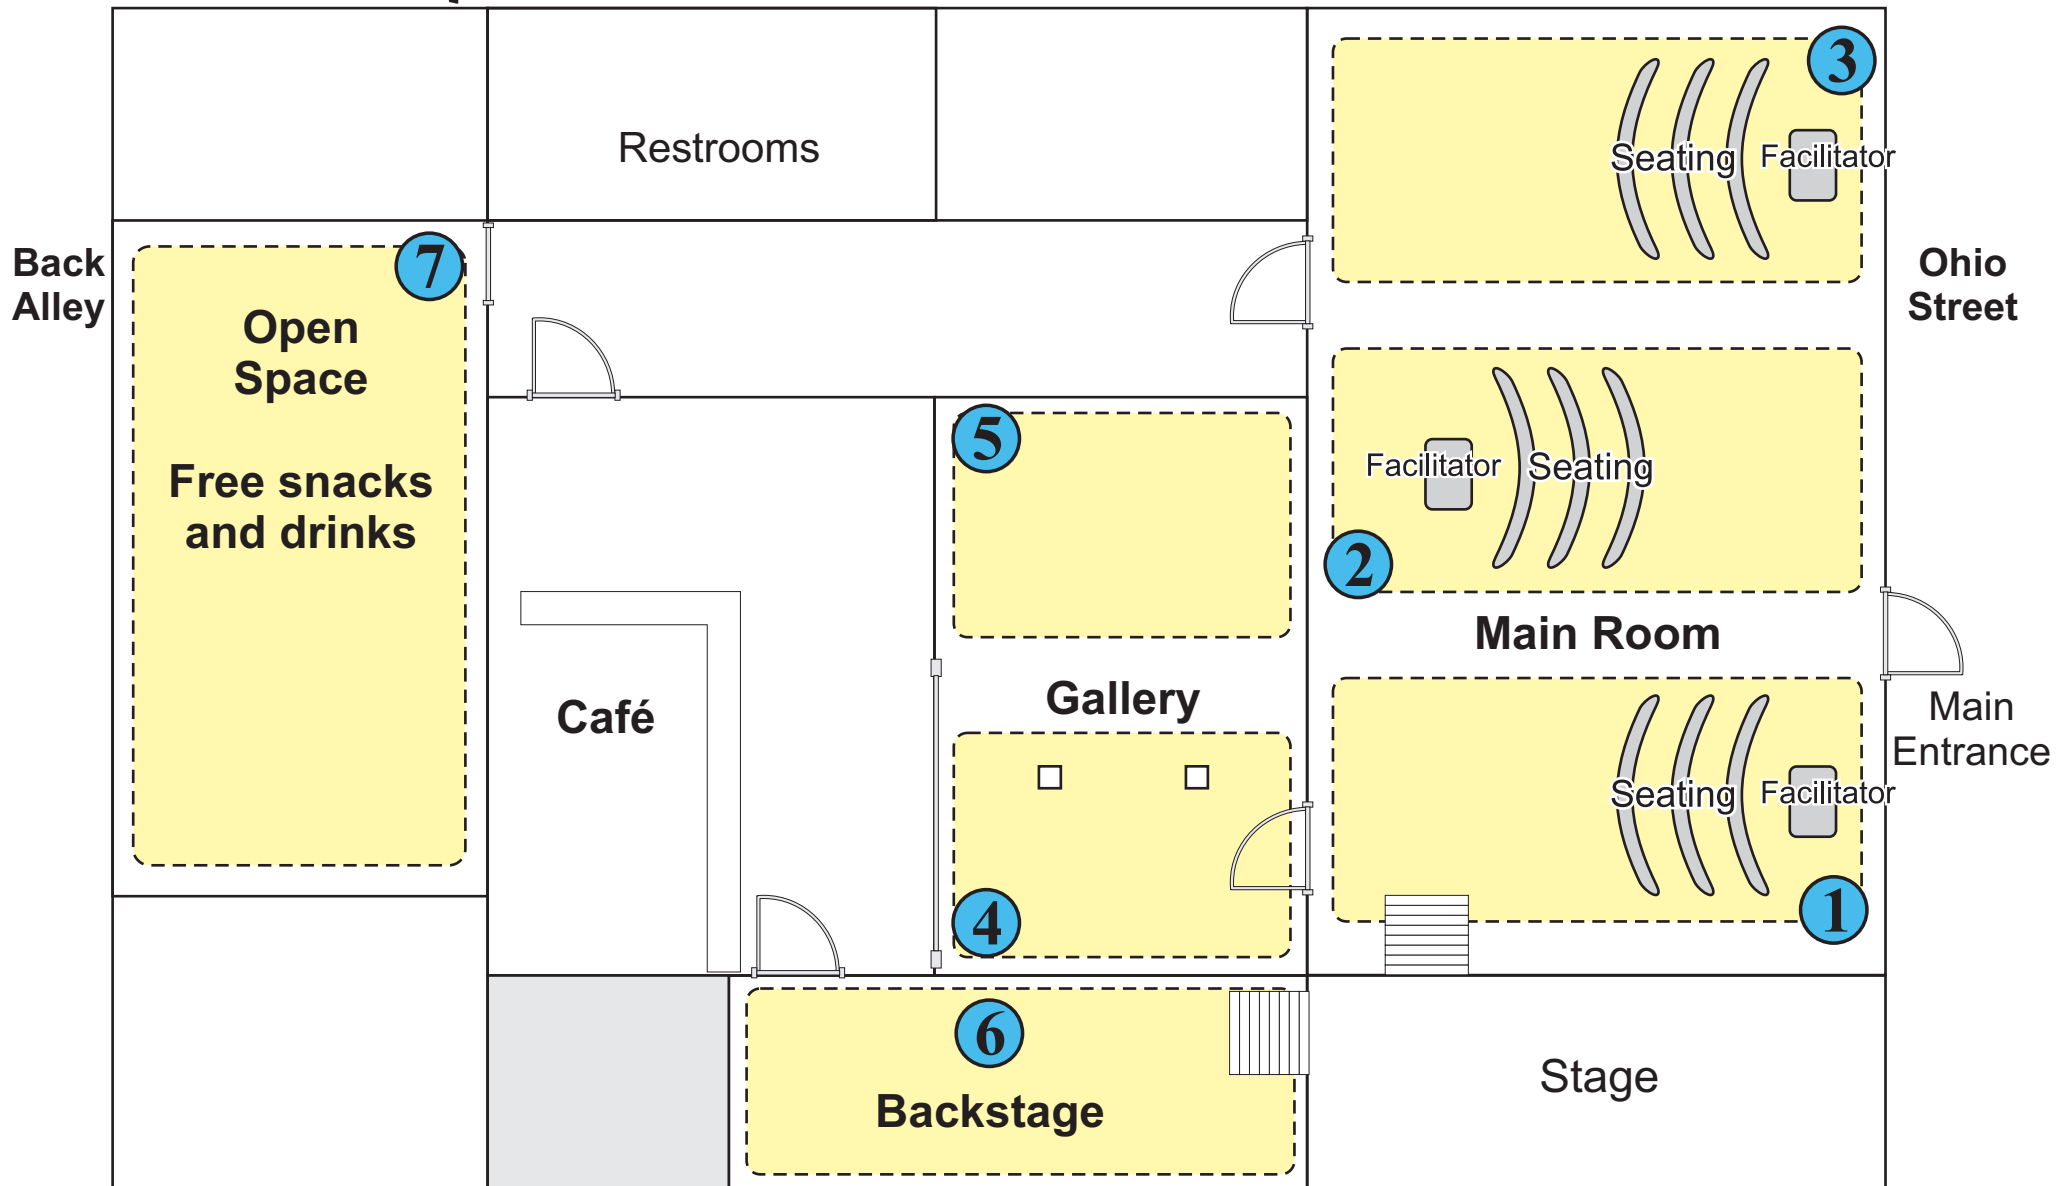 3
Restrooms
Seating
Facilitator
Back
Alley
7
Ohio
Street
Open
Space
5
Facilitator
Seating
Free snacks
and drinks
2
Main Room
Gallery
Café
Main
Entrance
Seating
Facilitator
4
1
6
Stage
Backstage